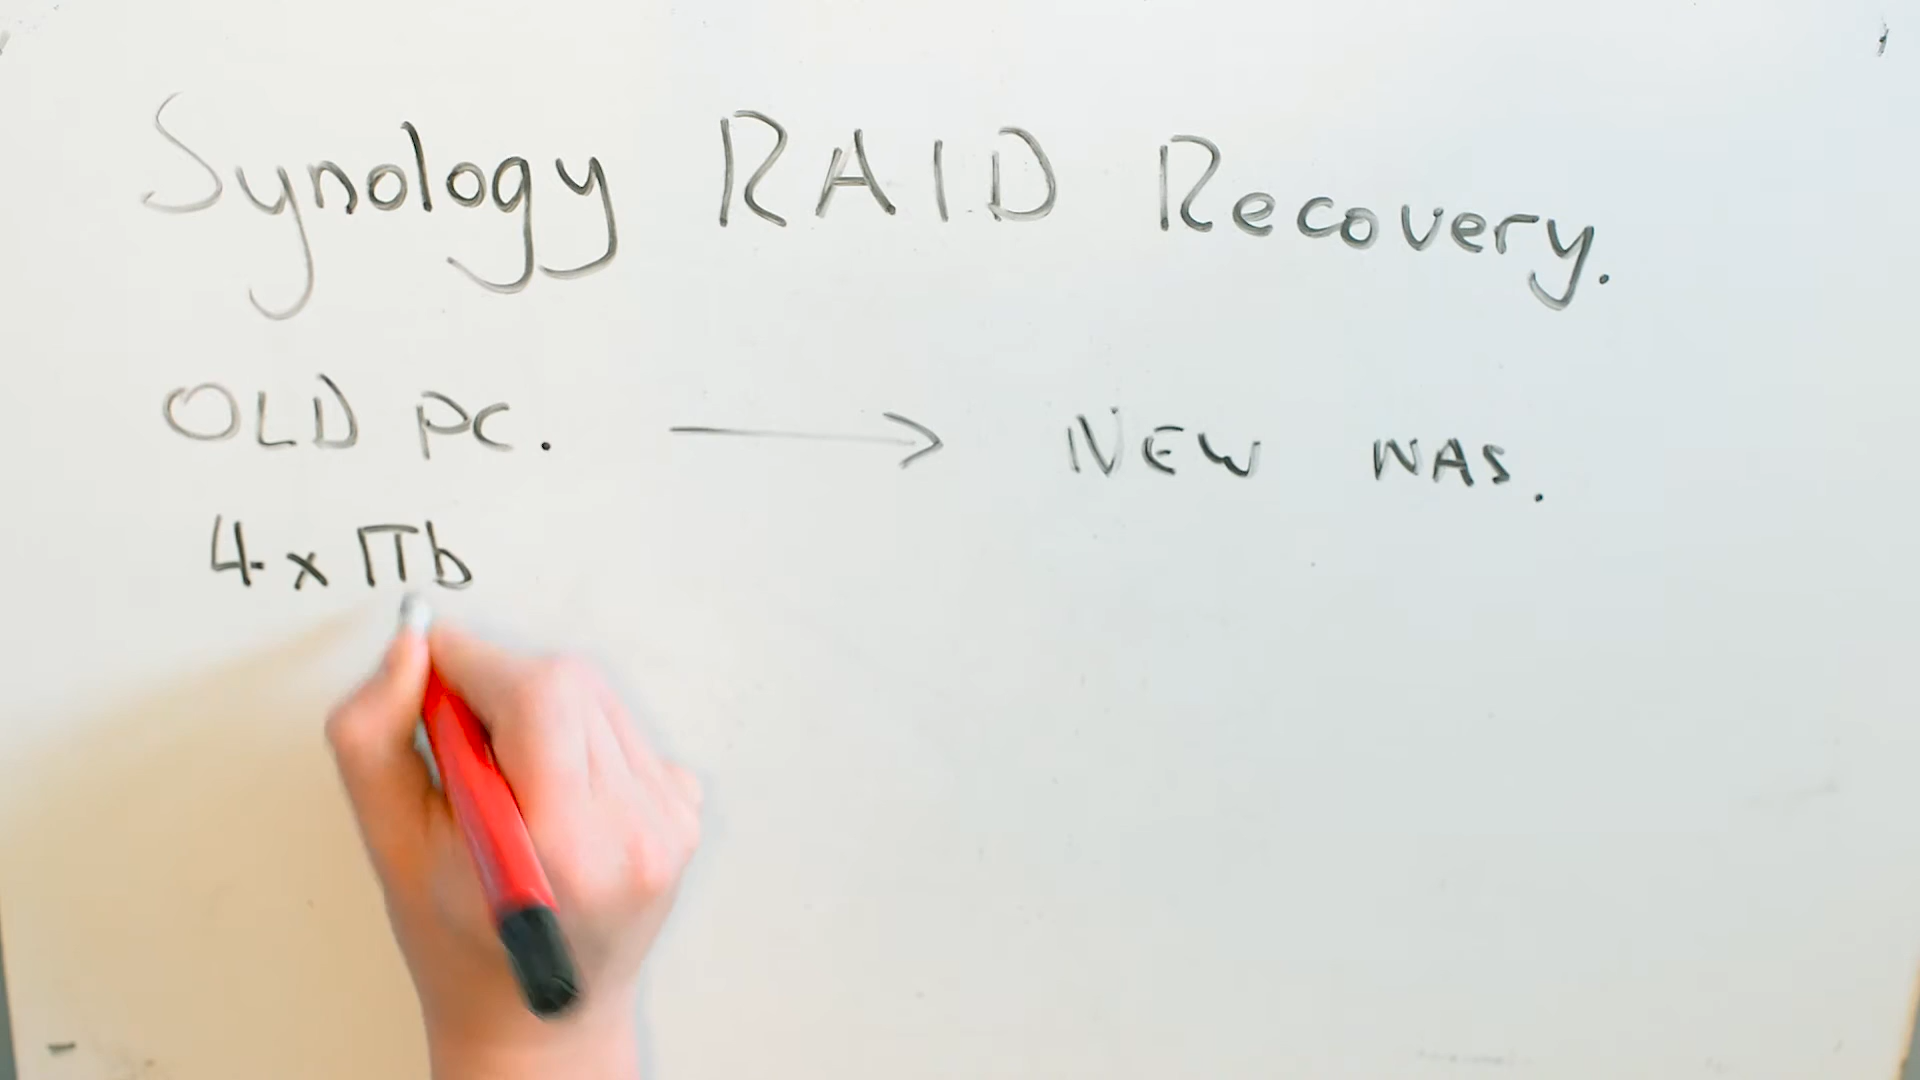 Synology RAID Recovery.
OLD PC. → NEW NAS.
4 x 1Tb